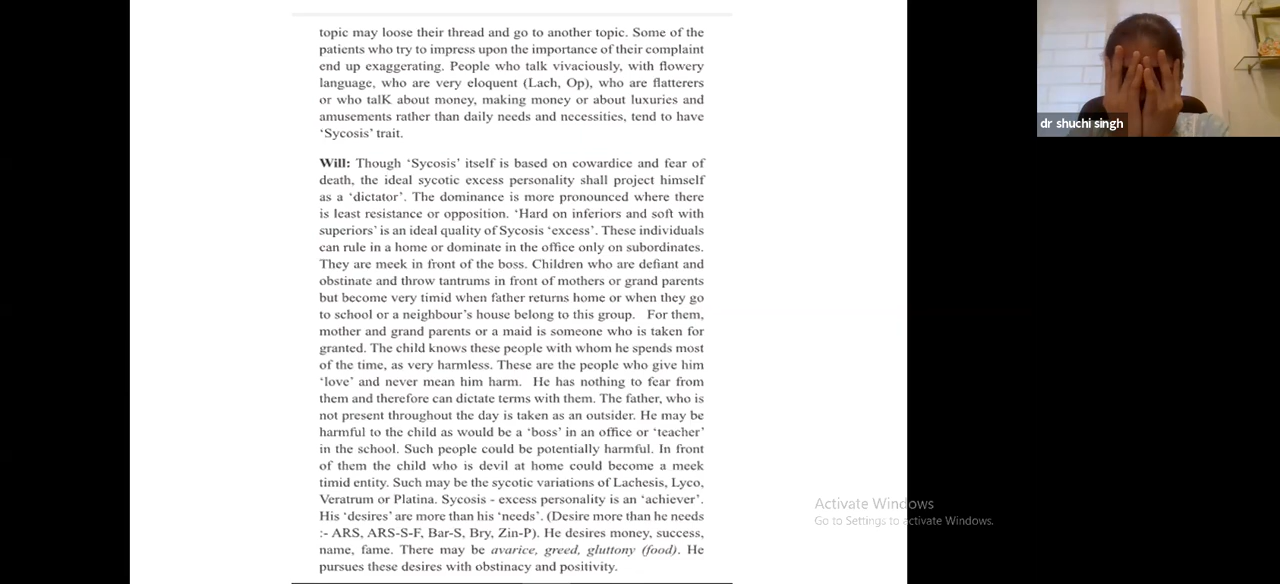 topic may loose their thread and go to another topic. Some of the
patients who try to impress upon the importance of their complaint
end up exaggerating. People who talk vivaciously, with flowery
language, who are very eloquent (Lach, Op), who are flatterers
or who talK about money, making money or about luxuries and
amusements rather than daily needs and necessities, tend to have
‘Sycosis’ trait.
Will: Though ‘Sycosis’ itself is based on cowardice and fear of
death, the ideal sycotic excess personality shall project himself
as a ‘dictator’. The dominance is more pronounced where there
is least resistance or opposition. ‘Hard on inferiors and soft with
superiors’ is an ideal quality of Sycosis ‘excess’. These individuals
can rule in a home or dominate in the office only on subordinates.
They are meek in front of the boss. Children who are defiant and
obstinate and throw tantrums in front of mothers or grand parents
but become very timid when father returns home or when they go
to school or a neighbour’s house belong to this group. For them,
mother and grand parents or a maid is someone who is taken for
granted. The child knows these people with whom he spends most
of the time, as very harmless. These are the people who give him
‘love’ and never mean him harm. He has nothing to fear from
them and therefore can dictate terms with them. The father, who is
not present throughout the day is taken as an outsider. He may be
harmful to the child as would be a ‘boss’ in an office or ‘teacher’
in the school. Such people could be potentially harmful. In front
of them the child who is devil at home could become a meek
timid entity. Such may be the sycotic variations of Lachesis, Lyco,
Veratrum or Platina. Sycosis - excess personality is an ‘achiever’.
His ‘desires’ are more than his ‘needs’. (Desire more than he needs
:- ARS, ARS-S-F, Bar-S, Bry, Zin-P). He desires money, success,
name, fame. There may be avarice, greed, gluttony (food). He
pursues these desires with obstinacy and positivity.
dr shuchi singh
Activate Windows
Go to Settings to activate Windows.